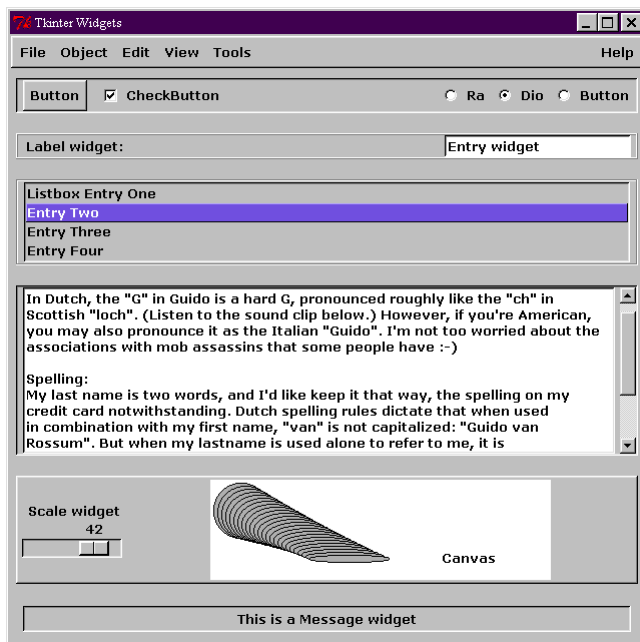 Tkinter Widgets
File Object Edit View Tools Help
Button CheckButton Ra Dio Button
Label widget: Entry widget
Listbox Entry One
Entry Two
Entry Three
Entry Four
In Dutch, the "G" in Guido is a hard G, pronounced roughly like the "ch" in
Scottish "loch". (Listen to the sound clip below.) However, if you're American,
you may also pronounce it as the Italian "Guido". I'm not too worried about the
associations with mob assassins that some people have :-)
Spelling:
My last name is two words, and I'd like keep it that way, the spelling on my
credit card notwithstanding. Dutch spelling rules dictate that when used
in combination with my first name, "van" is not capitalized: "Guido van
Rossum". But when my lastname is used alone to refer to me, it is
Scale widget
42
Canvas
This is a Message widget